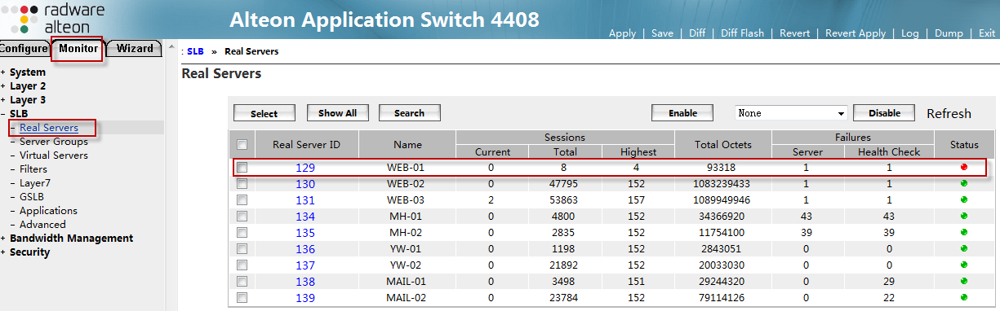 radware
alteon
Alteon Application Switch 4408
Apply | Save | Diff | Diff Flash | Revert | Revert Apply | Log | Dump | Exit
Configure Monitor Wizard
: SLB » Real Servers
+ System
+ Layer 2
+ Layer 3
– SLB
– Real Servers
– Server Groups
– Virtual Servers
– Filters
– Layer7
– GSLB
– Applications
– Advanced
+ Bandwidth Management
+ Security
Real Servers
Select Show All Search Enable None Disable Refresh
Real Server ID Name Sessions Total Octets Failures Status
Current Total Highest Server Health Check
129 WEB-01 0 8 4 93318 1 1
130 WEB-02 0 47795 152 1083239433 1 1
131 WEB-03 2 53863 157 1089949946 1 1
134 MH-01 0 4800 152 34366920 43 43
135 MH-02 0 2835 152 11754100 39 39
136 YW-01 0 1198 152 2843051 0 0
137 YW-02 0 21892 152 20033030 0 0
138 MAIL-01 0 3498 151 29244320 0 29
139 MAIL-02 0 23784 152 79114126 0 22